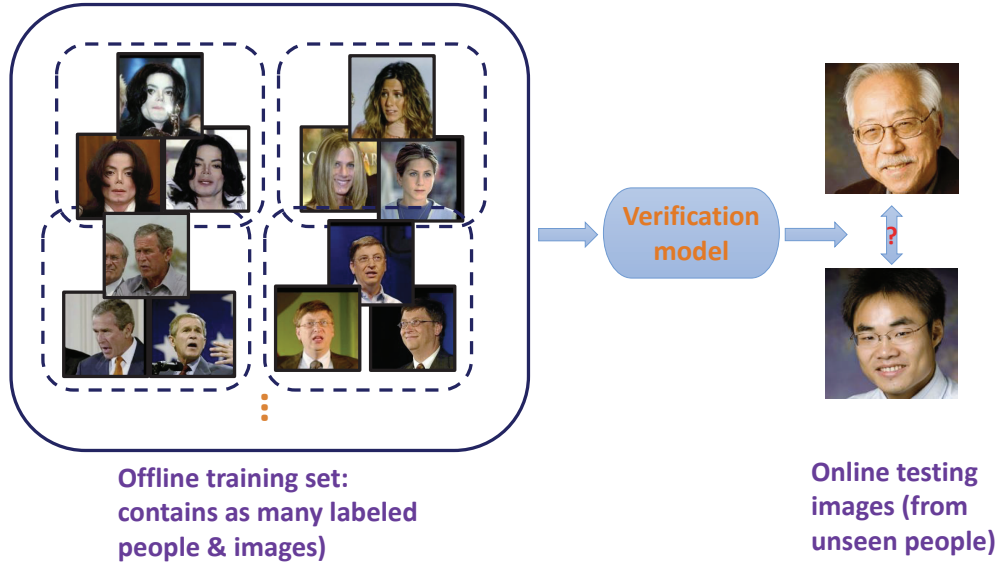 Verification
model
?
Offline training set:
contains as many labeled
people & images)
Online testing
images (from
unseen people)